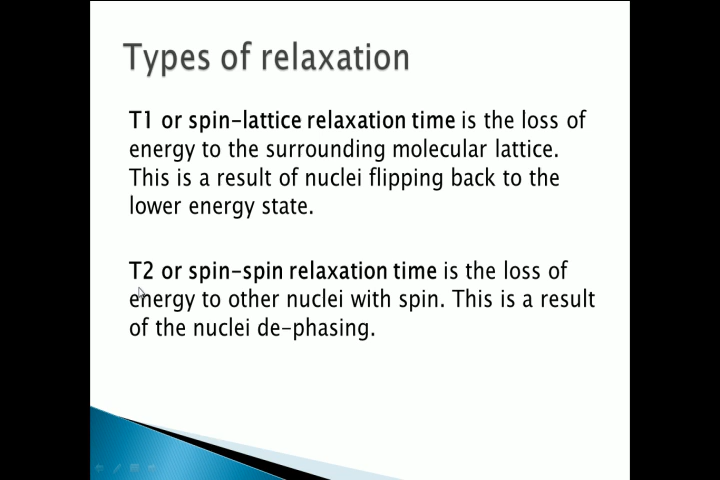 Types of relaxation
T1 or spin-lattice relaxation time is the loss of
energy to the surrounding molecular lattice.
This is a result of nuclei flipping back to the
lower energy state.
T2 or spin-spin relaxation time is the loss of
energy to other nuclei with spin. This is a result
of the nuclei de-phasing.